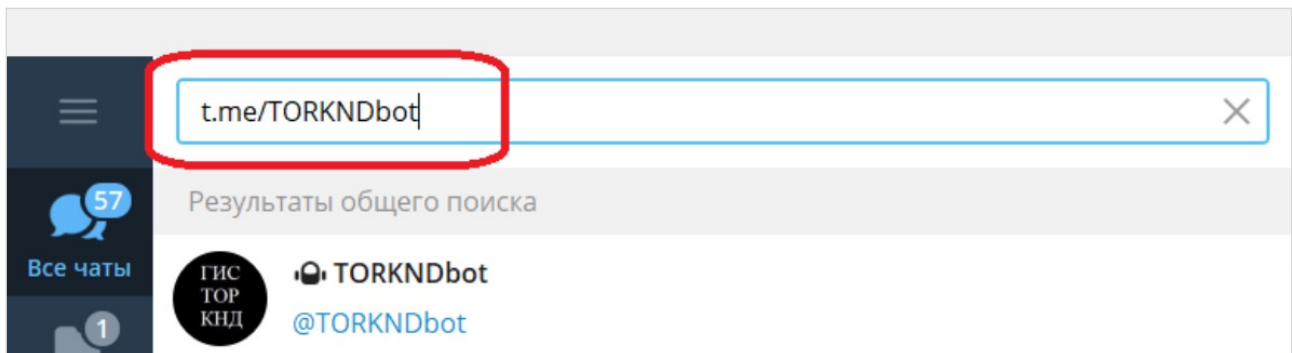 t.me/TORKNDbot
57
Результаты общего поиска
Все чаты
ГИС
ТОР
КНД
TORKNDbot
@TORKNDbot
1